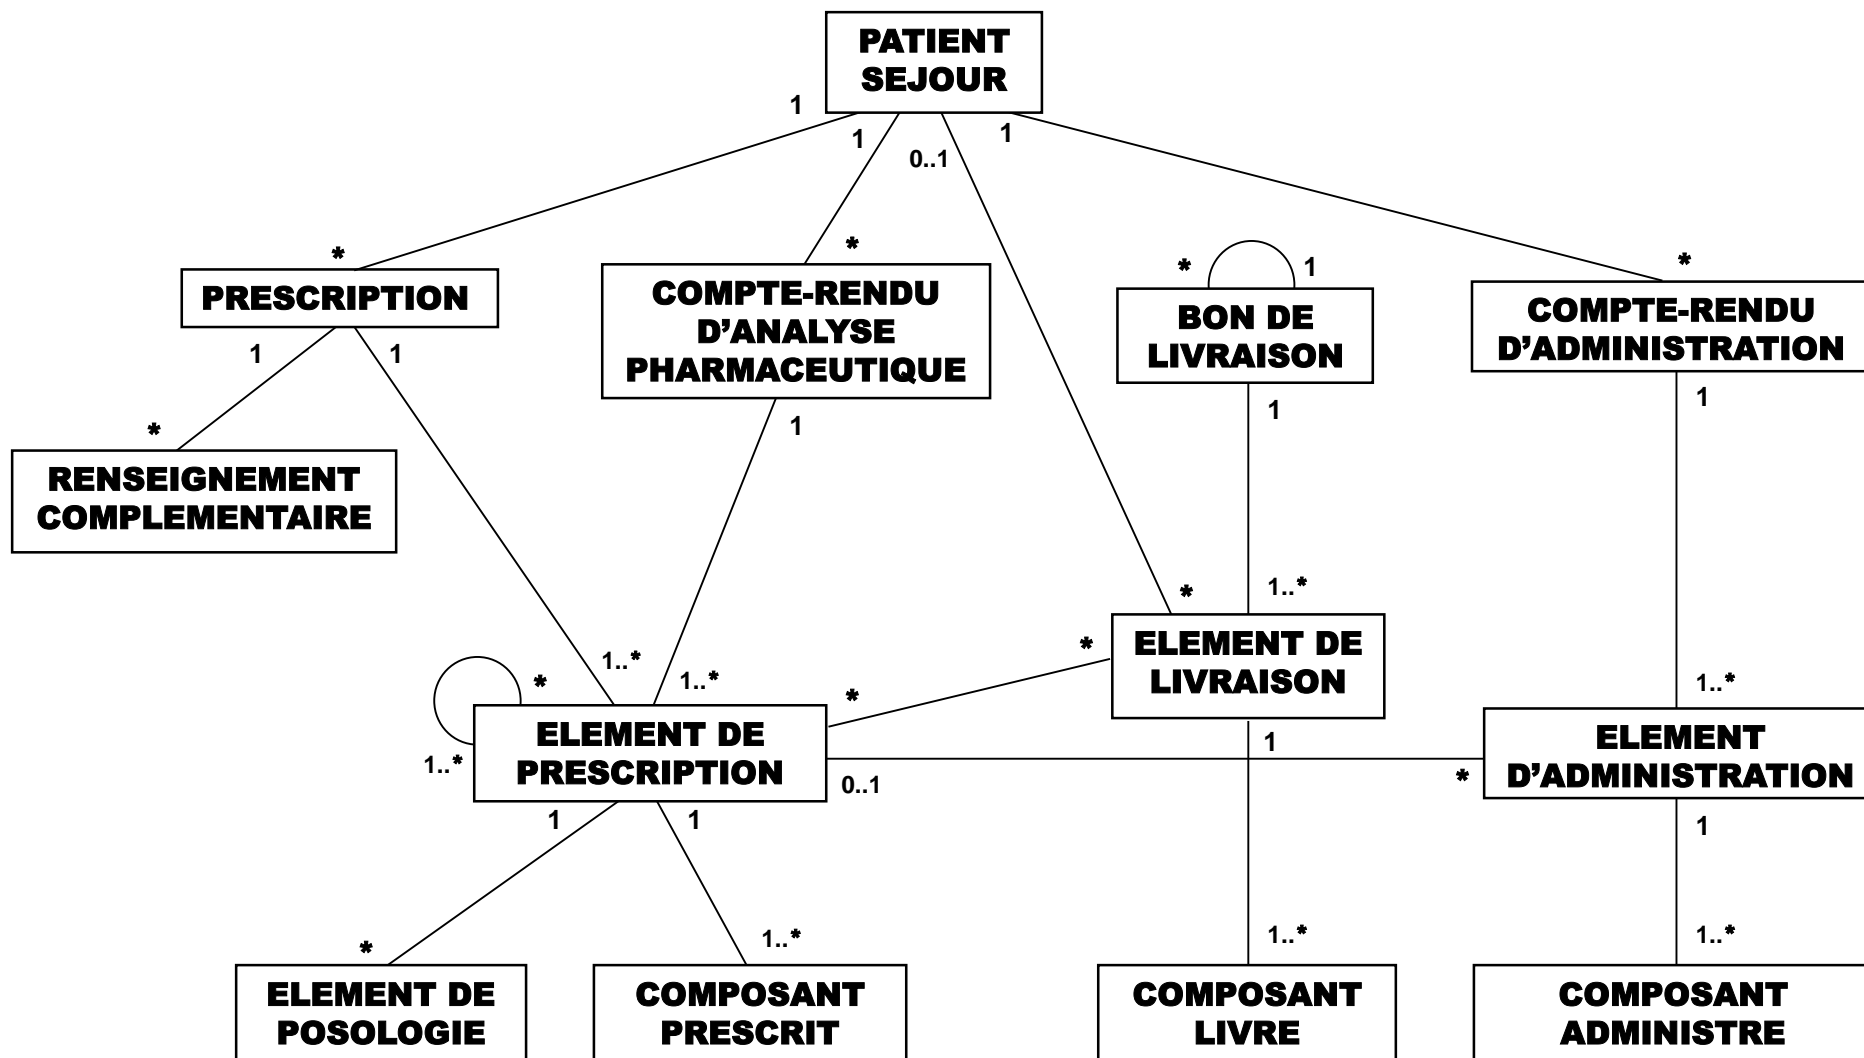 PATIENT
SEJOUR
1
1
0..1
1
*
*
*
1
*
PRESCRIPTION
COMPTE-RENDU
D’ANALYSE
PHARMACEUTIQUE
BON DE
LIVRAISON
COMPTE-RENDU
D’ADMINISTRATION
1
1
1
1
1
*
RENSEIGNEMENT
COMPLEMENTAIRE
*
1..*
*
1..*
1..*
*
*
*
1..*
1..*
ELEMENT DE
LIVRAISON
ELEMENT DE
PRESCRIPTION
0..1
1
*
ELEMENT
D’ADMINISTRATION
1
1
1
*
1..*
1..*
1..*
ELEMENT DE
POSOLOGIE
COMPOSANT
PRESCRIT
COMPOSANT
LIVRE
COMPOSANT
ADMINISTRE